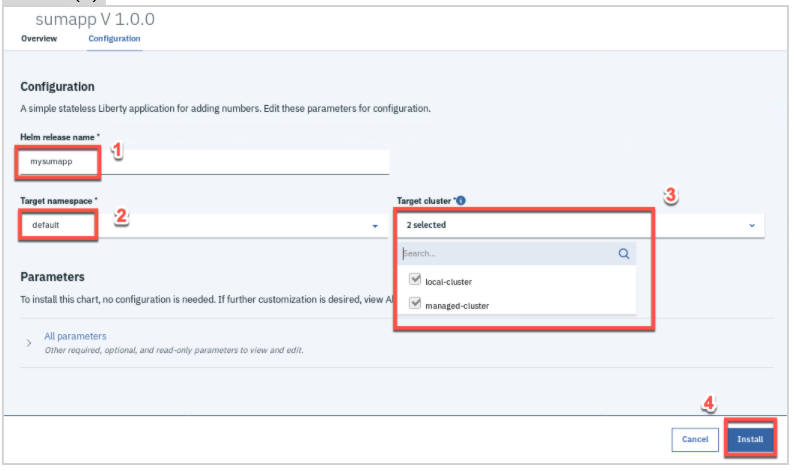 sumapp V 1.0.0
Overview Configuration
Configuration
A simple stateless Liberty application for adding numbers. Edit these parameters for configuration.
Helm release name *
1
mysumapp
Target namespace *
2
default
Target cluster *
3
2 selected
Search...
local-cluster
managed-cluster
Parameters
To install this chart, no configuration is needed. If further customization is desired, view
All parameters
Other required, optional, and read-only parameters to view and edit.
4
Cancel Install